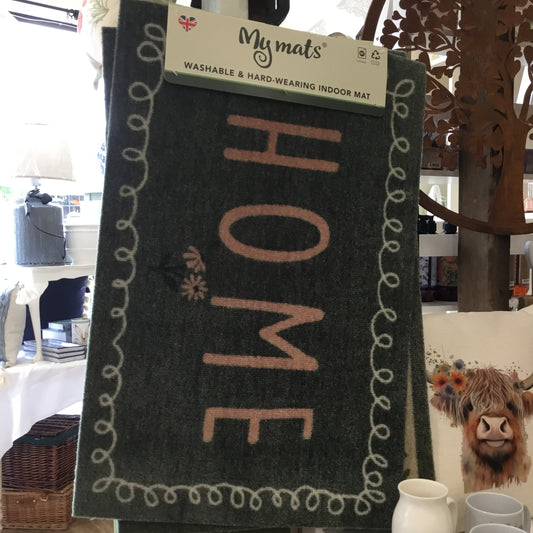 My mats®
WASHABLE & HARD-WEARING INDOOR MAT
HOME